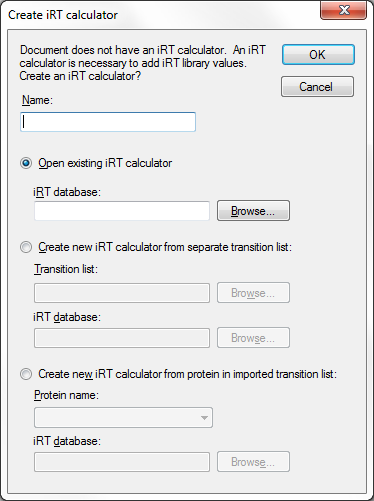 Create iRT calculator
Document does not have an iRT calculator. An iRT
calculator is necessary to add iRT library values.
Create an iRT calculator?
OK
Cancel
Name:
Open existing iRT calculator
iRT database:
Browse...
Create new iRT calculator from separate transition list:
Transition list:
Browse...
iRT database:
Browse...
Create new iRT calculator from protein in imported transition list:
Protein name:
iRT database:
Browse...